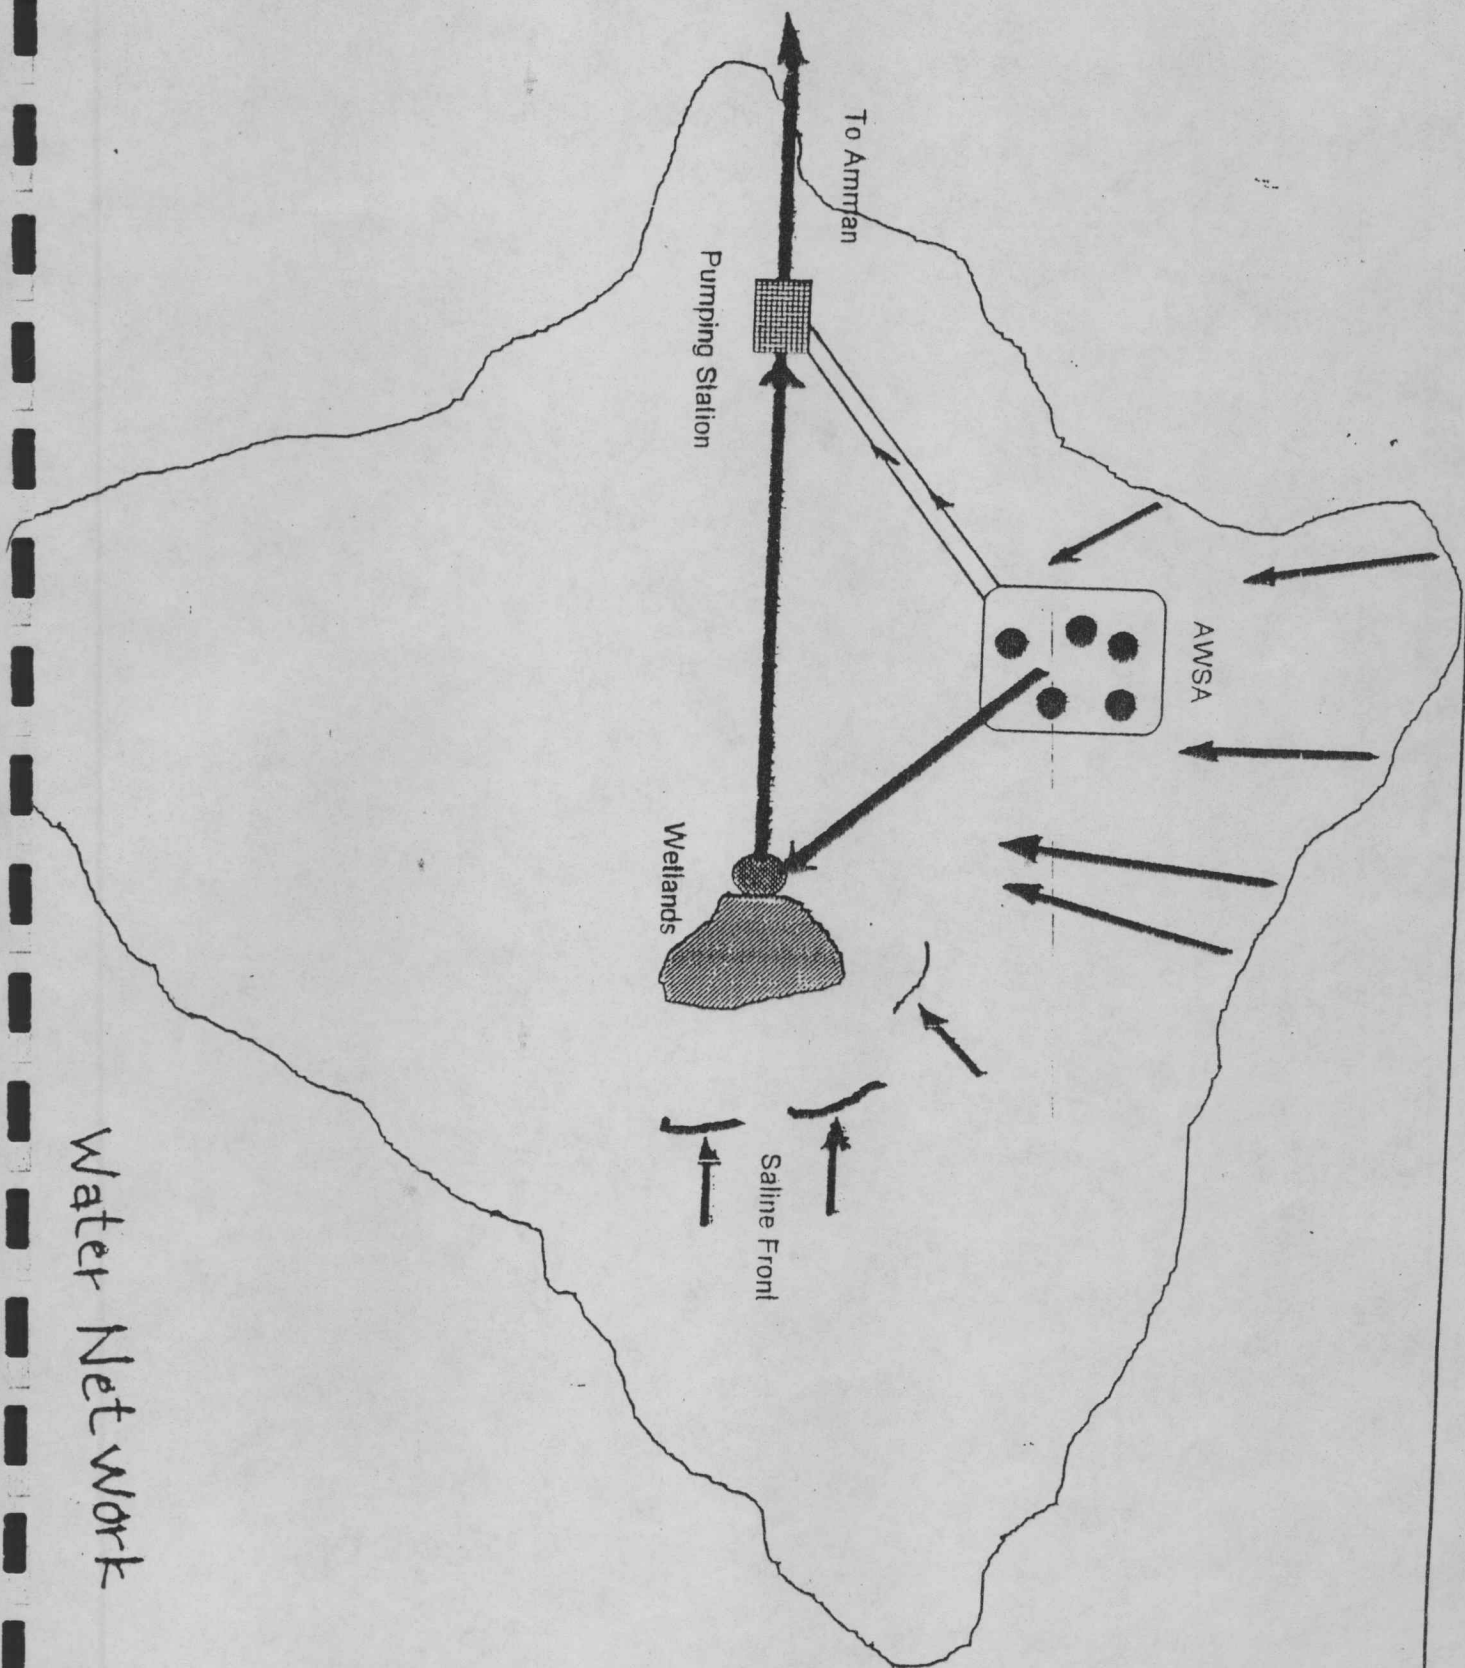 AWSA
To Amman
Pumping Station
Wetlands
Saline Front
Water Network